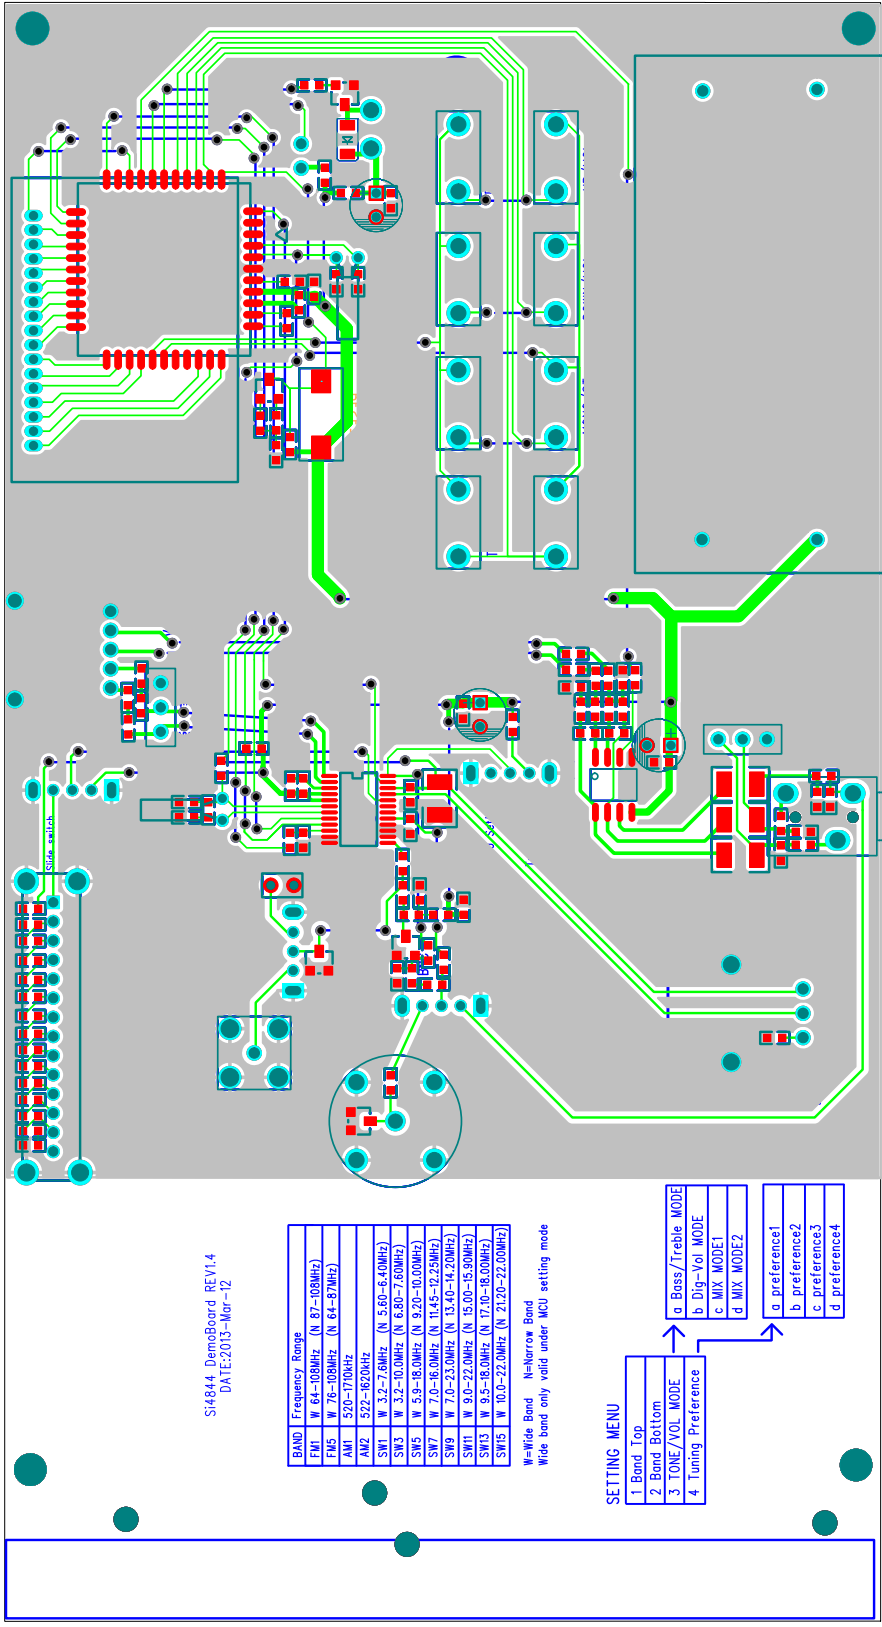 Slide switch
Si4844 DemoBoard REV1.4
DATE:2013-Mar-12
BAND Frequency Range
FM1 W 64-108MHz (N 87-108MHz)
FM5 W 76-108MHz (N 64-87MHz)
AM1 520-1710kHz
AM2 522-1620kHz
SW1 W 3.2-7.6MHz (N 5.60-6.40MHz)
SW3 W 3.2-10.0MHz (N 6.80-7.60MHz)
SW5 W 5.9-18.0MHz (N 9.20-10.00MHz)
SW7 W 7.0-16.0MHz (N 11.45-12.25MHz)
SW9 W 7.0-23.0MHz (N 13.40-14.20MHz)
SW11 W 9.0-22.0MHz (N 15.00-15.90MHz)
SW13 W 9.5-18.0MHz (N 17.10-18.00MHz)
SW15 W 10.0-22.0MHz (N 21.20-22.00MHz)
W=Wide Band N=Narrow Band
Wide band only valid under MCU setting mode
SETTING MENU
1 Band Top
2 Band Bottom
3 TONE/VOL MODE
4 Tuning Preference
a Bass/Treble MODE
b Dig-Vol MODE
c MIX MODE1
d MIX MODE2
a preference1
b preference2
c preference3
d preference4